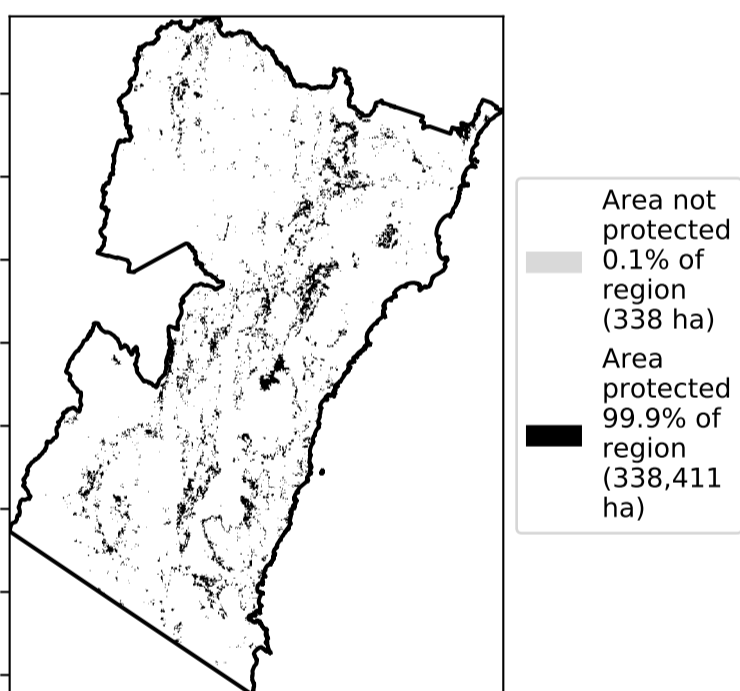 Area not
protected
0.1% of
region
(338 ha)
Area
protected
99.9% of
region
(338,411
ha)